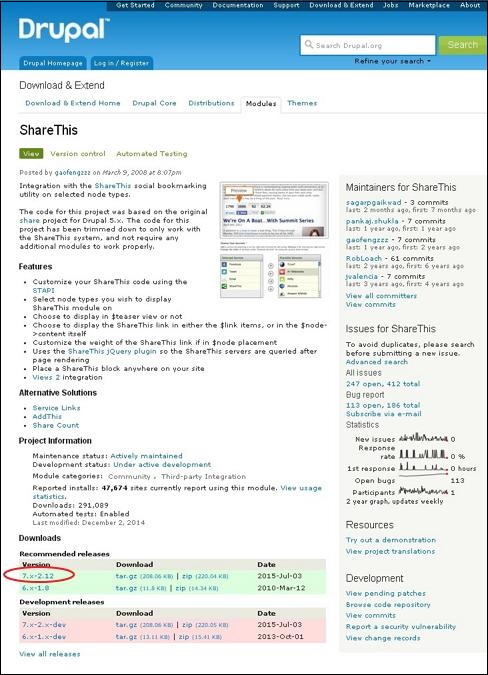 Get Started Community Documentation Support Download & Extend Jobs Marketplace About
Drupal™
Search Drupal.org Search
Refine your search
Drupal Homepage Log in / Register
Download & Extend
Download & Extend Home Drupal Core Distributions Modules Themes
ShareThis
View Version control Automated Testing
Posted by gaofengzzz on March 9, 2008 at 8:07pm
Integration with the ShareThis social bookmarking
utility on selected node types.
The code for this project was based on the original
share project for Drupal 5.x. The code for this
project has been trimmed down to only work with
the ShareThis system, and not require any
additional modules to work properly.
Preview
We're On A Boat...With Summit Series
Features
Customize your ShareThis code using the
STAPI
Select node types you wish to display
ShareThis module on
Choose to display in $teaser view or not
Choose to display the ShareThis link in either the $link items, or in the $node-
>content itself
Customize the weight of the ShareThis link if in $node placement
Uses the ShareThis jQuery plugin so the ShareThis servers are queried after
page rendering
Place a ShareThis block anywhere on your site
Views 2 integration
Alternative Solutions
Service Links
AddThis
Share Count
Project Information
Maintenance status: Actively maintained
Development status: Under active development
Module categories: Community , Third-party Integration
Reported installs: 47,674 sites currently report using this module. View usage
statistics.
Downloads: 291,089
Automated tests: Enabled
Last modified: December 2, 2014
Downloads
Recommended releases
Version Download Date
7.x-2.12 tar.gz (208.06 KB) | zip (220.04 KB) 2015-Jul-03
6.x-1.8 tar.gz (11.8 KB) | zip (14.34 KB) 2010-Mar-12
Development releases
Version Download Date
7.x-2.x-dev tar.gz (208.06 KB) | zip (220.05 KB) 2015-Jul-03
6.x-1.x-dev tar.gz (13.11 KB) | zip (15.41 KB) 2013-Oct-01
View all releases
Maintainers for ShareThis
sagarpgaikwad - 3 commits
last: 2 months ago, first: 7 months ago
pankaj.shukla - 7 commits
last: 1 year ago, first: 1 year ago
gaofengzzz - 7 commits
last: 1 year ago, first: 2 years ago
RobLoach - 61 commits
last: 2 years ago, first: 6 years ago
jvalencia - 7 commits
last: 3 years ago, first: 4 years ago
View all committers
View commits
Issues for ShareThis
To avoid duplicates, please search
before submitting a new issue.
Advanced search
All issues
247 open, 412 total
Bug report
113 open, 186 total
Subscribe via e-mail
Statistics
New issues 0
Response
rate 0 %
1st response 0 hours
Open bugs 113
Participants 1
2 year graph, updates weekly
Resources
Try out a demonstration
View project translations
Development
View pending patches
Browse code repository
View commits
Report a security vulnerability
View change records